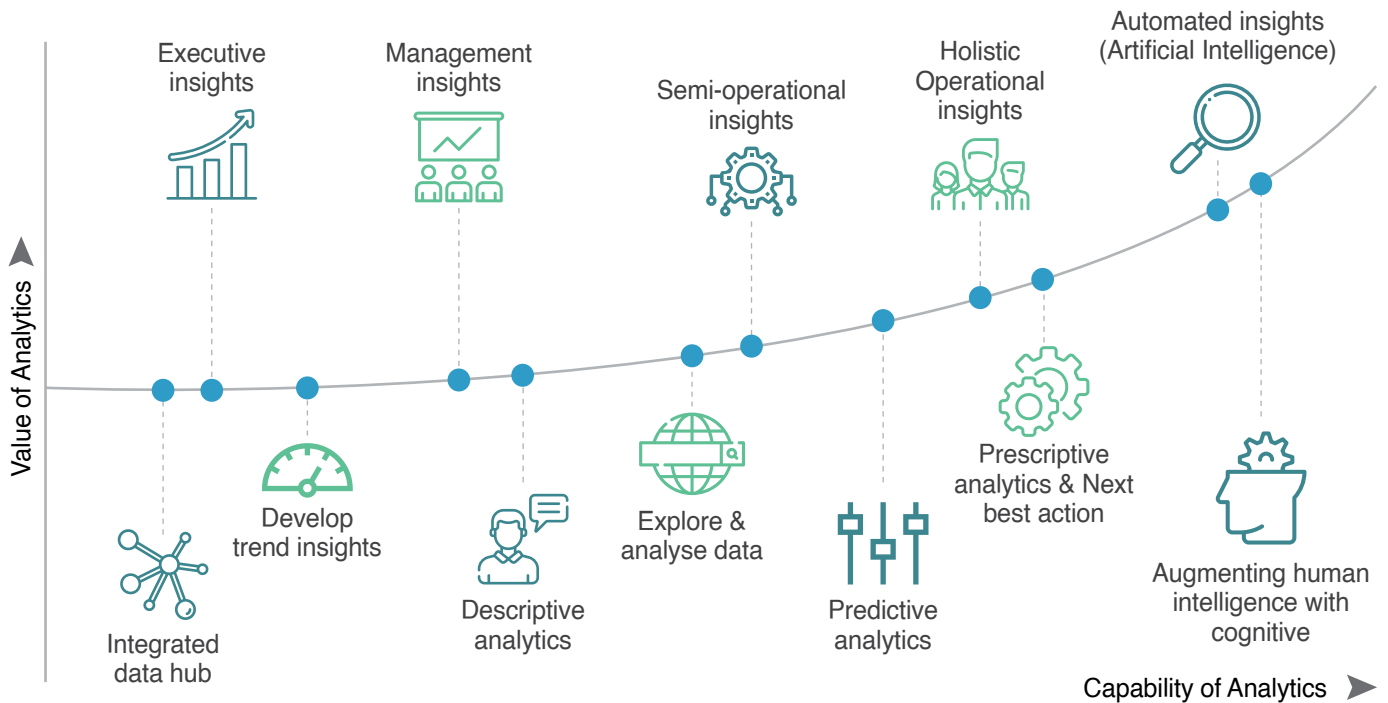 Executive
insights
Management
insights
Semi-operational
insights
Holistic
Operational
insights
Automated insights
(Artificial Intelligence)
Value of Analytics
Integrated
data hub
Develop
trend insights
Descriptive
analytics
Explore &
analyse data
Predictive
analytics
Prescriptive
analytics & Next
best action
Augmenting human
intelligence with
cognitive
Capability of Analytics